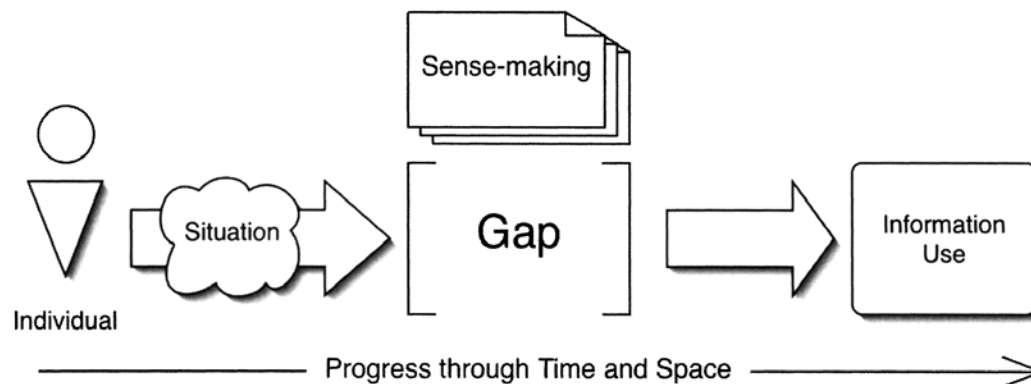 Sense-making
Situation
Gap
Information
Use
Individual
Progress through Time and Space